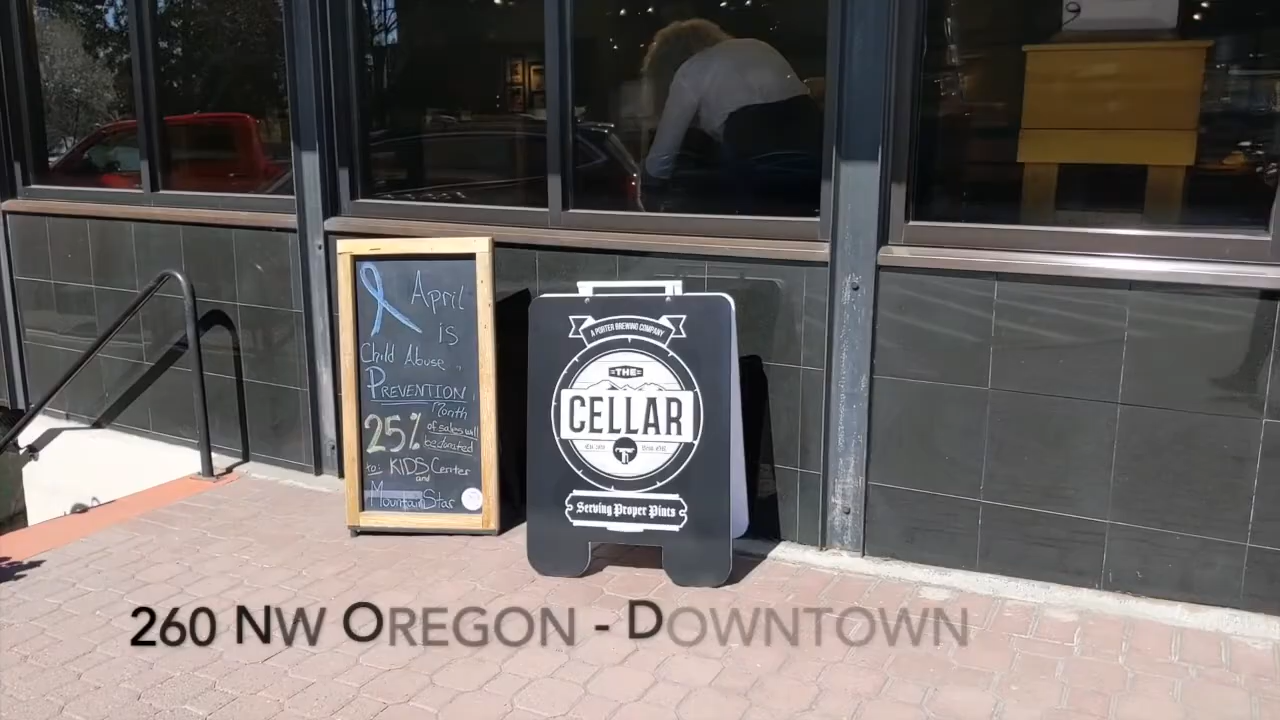 April
is
Child Abuse
PREVENTION
Month
25% of sales will
be donated
to: KIDS Center
and
MountainStar
A PORTER BREWING COMPANY
THE
CELLAR
Serving Proper Pints
260 NW OREGON - DOWNTOWN